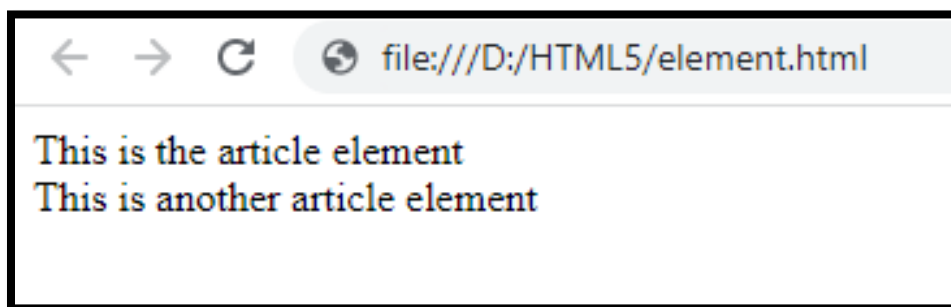 file:///D:/HTML5/element.html
This is the article element
This is another article element